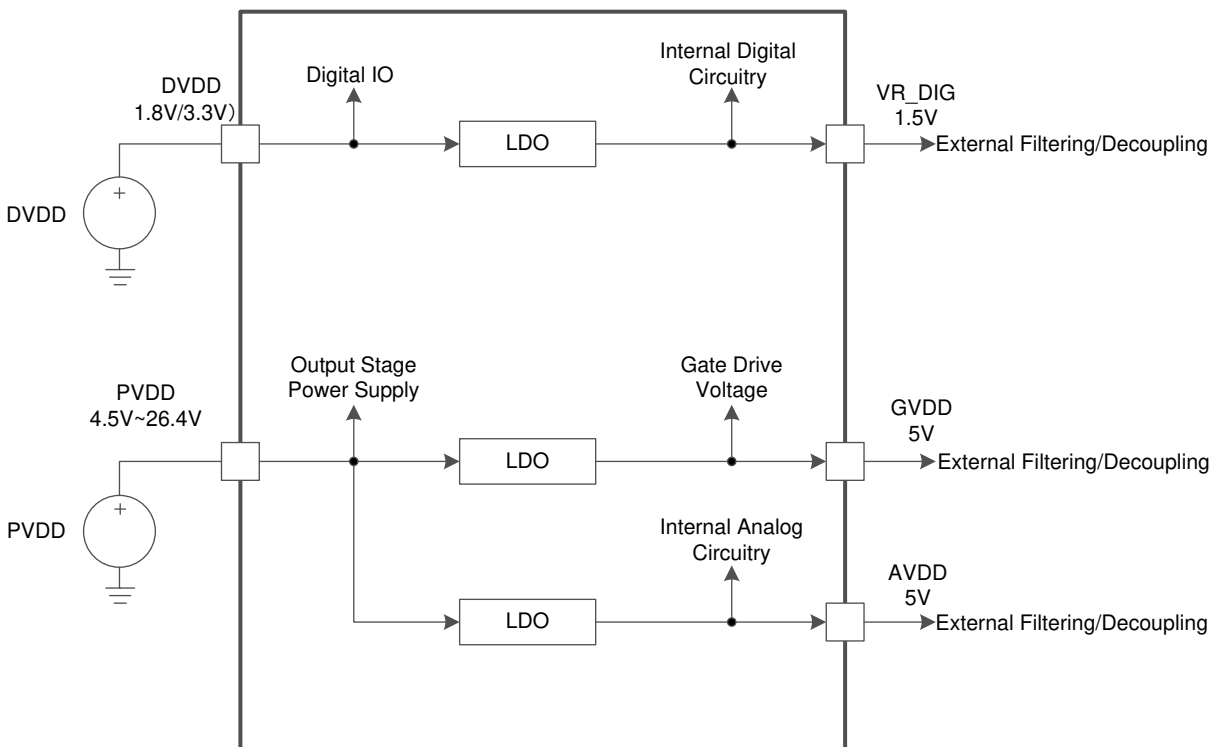 DVDD
1.8V/3.3V）
Digital IO
Internal Digital
Circuitry
VR_DIG
1.5V
LDO
External Filtering/Decoupling
+
DVDD
Output Stage
Power Supply
Gate Drive
Voltage
PVDD
4.5V~26.4V
GVDD
5V
LDO
External Filtering/Decoupling
+
PVDD
Internal Analog
Circuitry
AVDD
5V
LDO
External Filtering/Decoupling